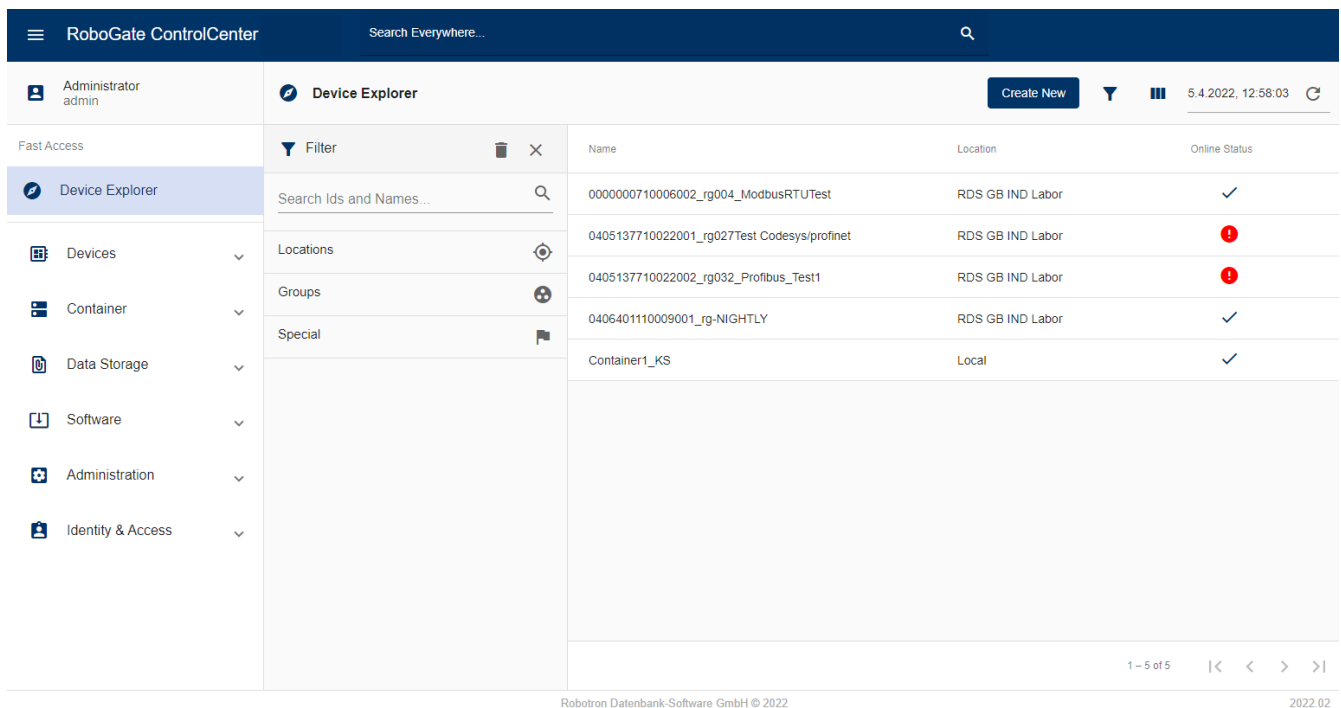 RoboGate ControlCenter
Search Everywhere...
Administrator
admin
Device Explorer
Create New
5.4.2022, 12:58:03
Fast Access
Device Explorer
Devices
Container
Data Storage
Software
Administration
Identity & Access
Filter
Search Ids and Names...
Locations
Groups
Special
Name Location Online Status
0000000710006002_rg004_ModbusRTUTest RDS GB IND Labor
0405137710022001_rg027Test Codesys/profinet RDS GB IND Labor
0405137710022002_rg032_Profibus_Test1 RDS GB IND Labor
0406401110009001_rg-NIGHTLY RDS GB IND Labor
Container1_KS Local
1 – 5 of 5
Robotron Datenbank-Software GmbH © 2022
2022.02